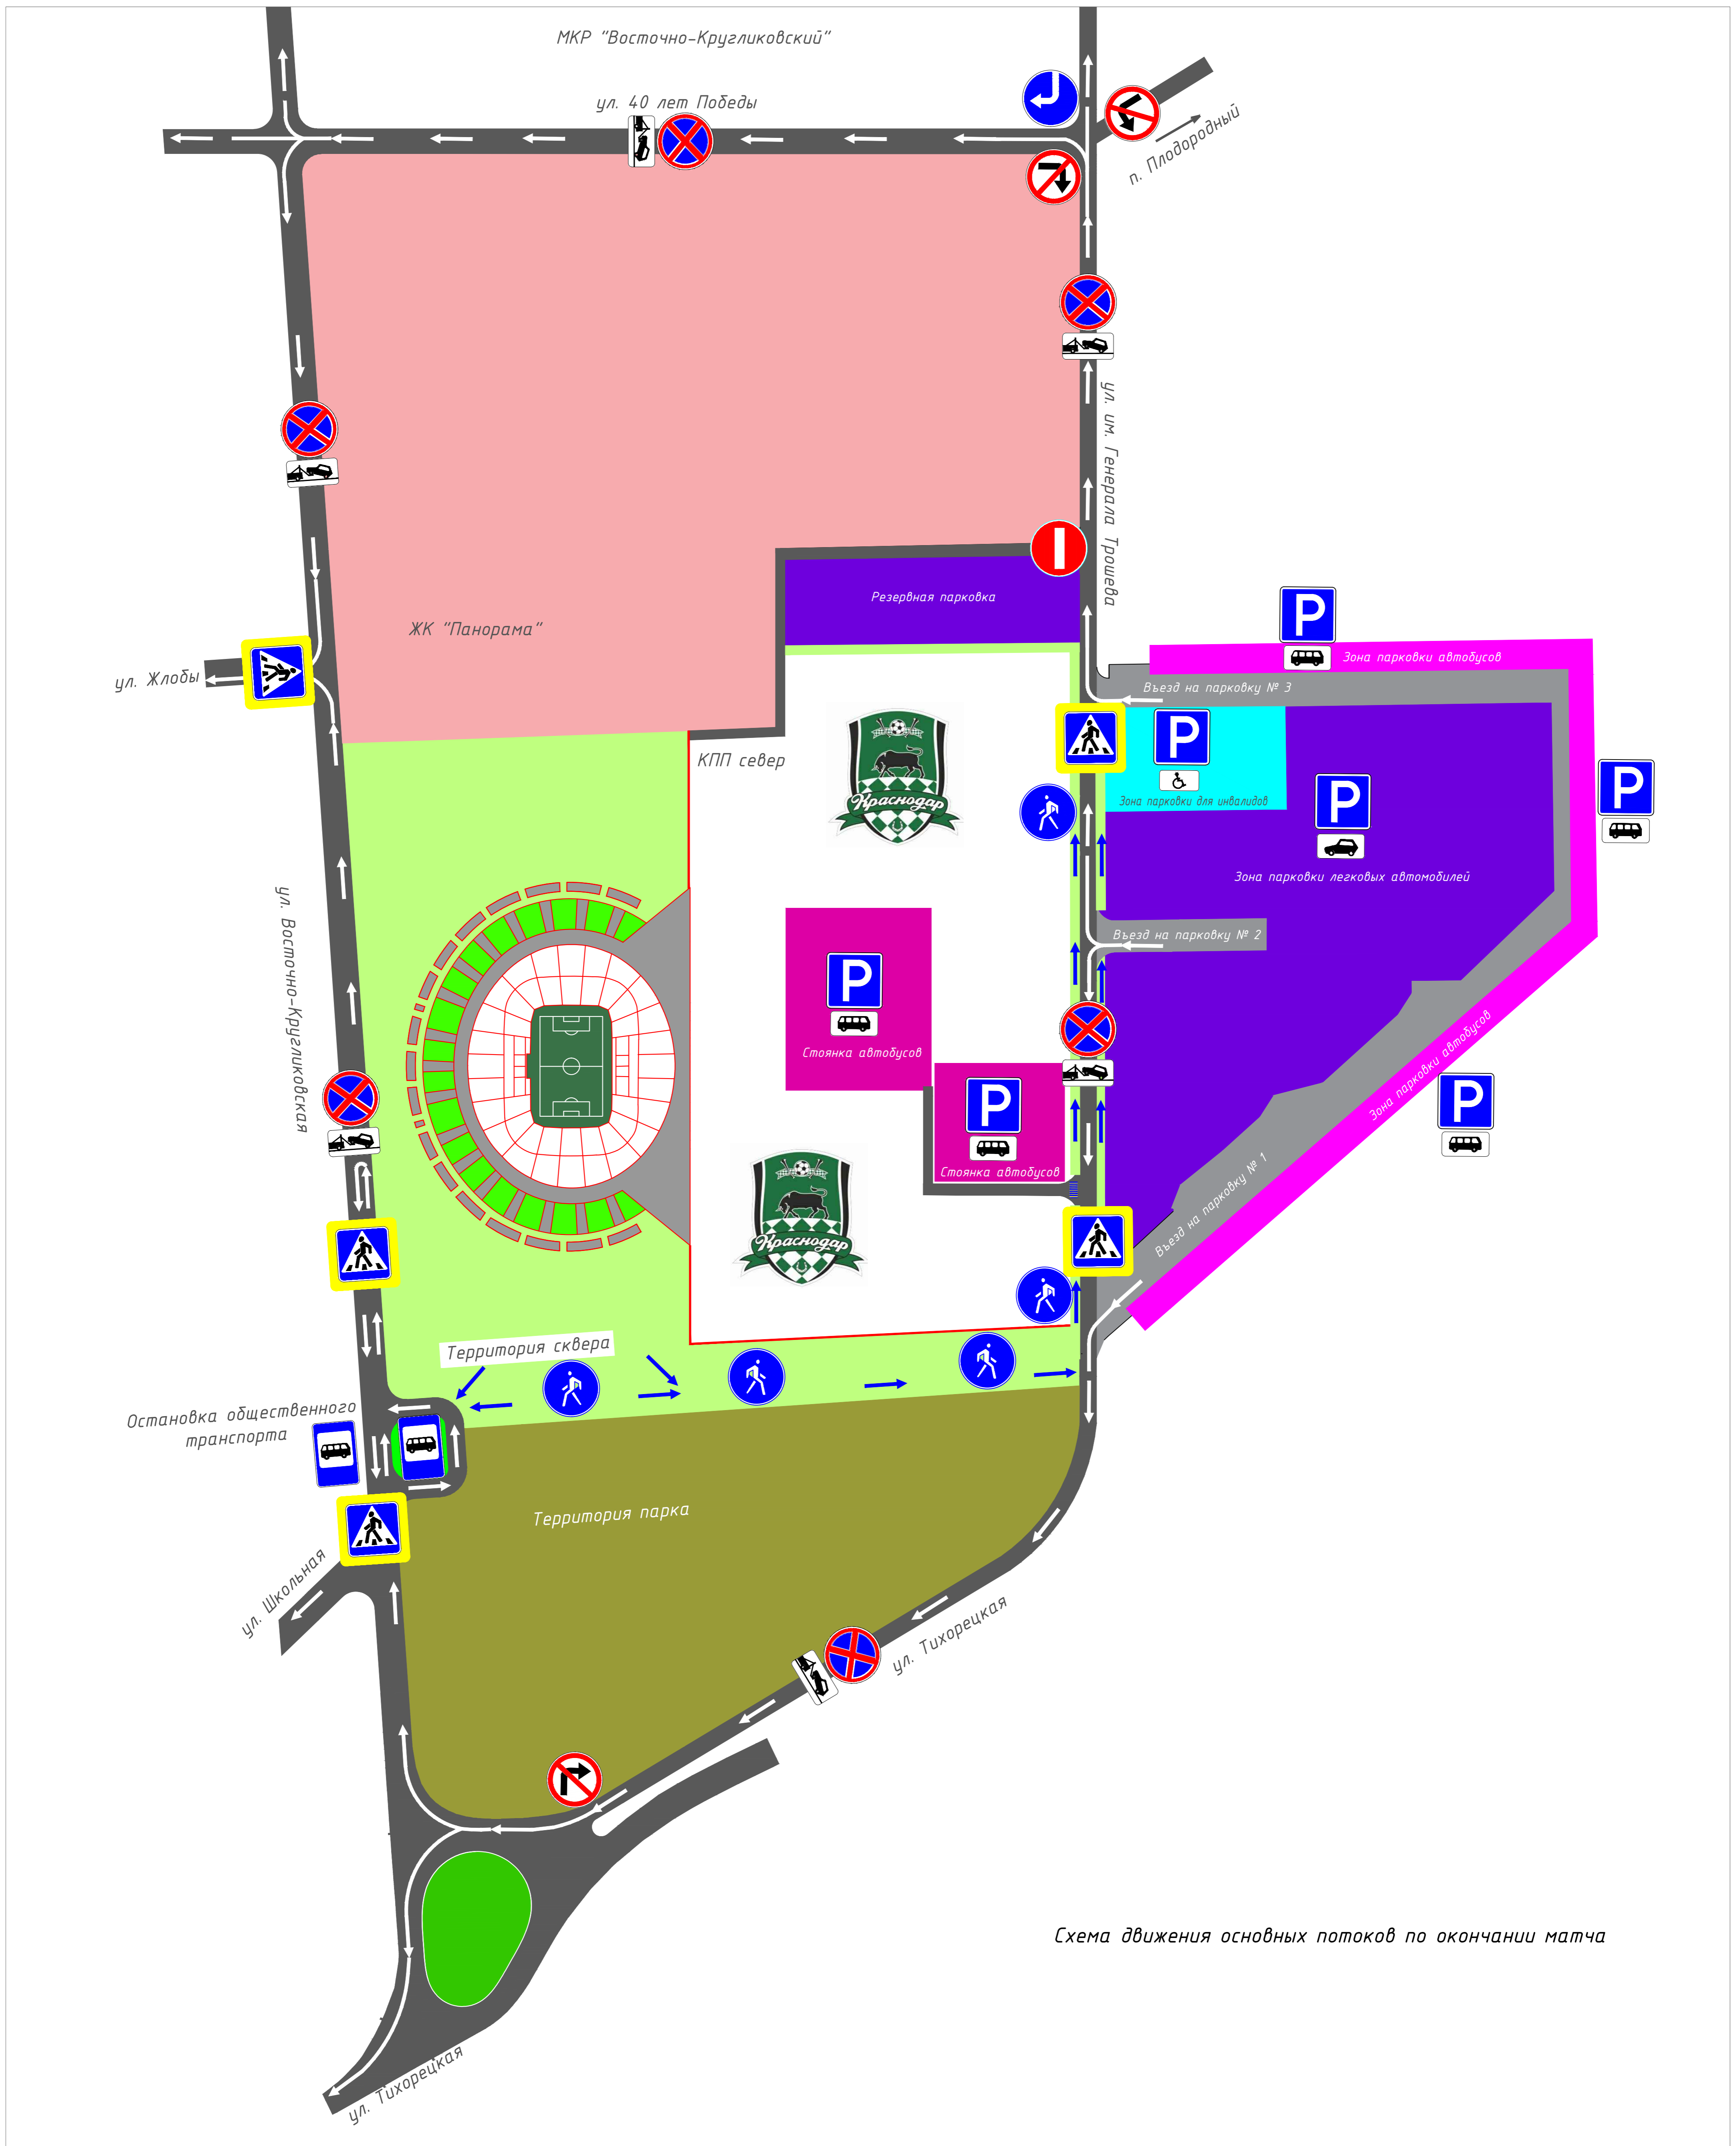 МКР "Восточно-Кругликовский"
ул. 40 лет Победы
п. Плодородный
ул. им. Генерала Трошева
Резервная парковка
ЖК "Панорама"
ул. Жлобы
Зона парковки автобусов
Въезд на парковку № 3
КПП север
Краснодар
Зона парковки для инвалидов
Зона парковки легковых автомобилей
ул. Восточно-Кругликовская
Въезд на парковку № 2
Стоянка автобусов
Зона парковки автобусов
Стоянка автобусов
Въезд на парковку № 1
Краснодар
Территория сквера
Остановка общественного
транспорта
Территория парка
ул. Школьная
ул. Тихорецкая
Схема движения основных потоков по окончании матча
ул. Тихорецкая
P
P
P
P
P
P
P